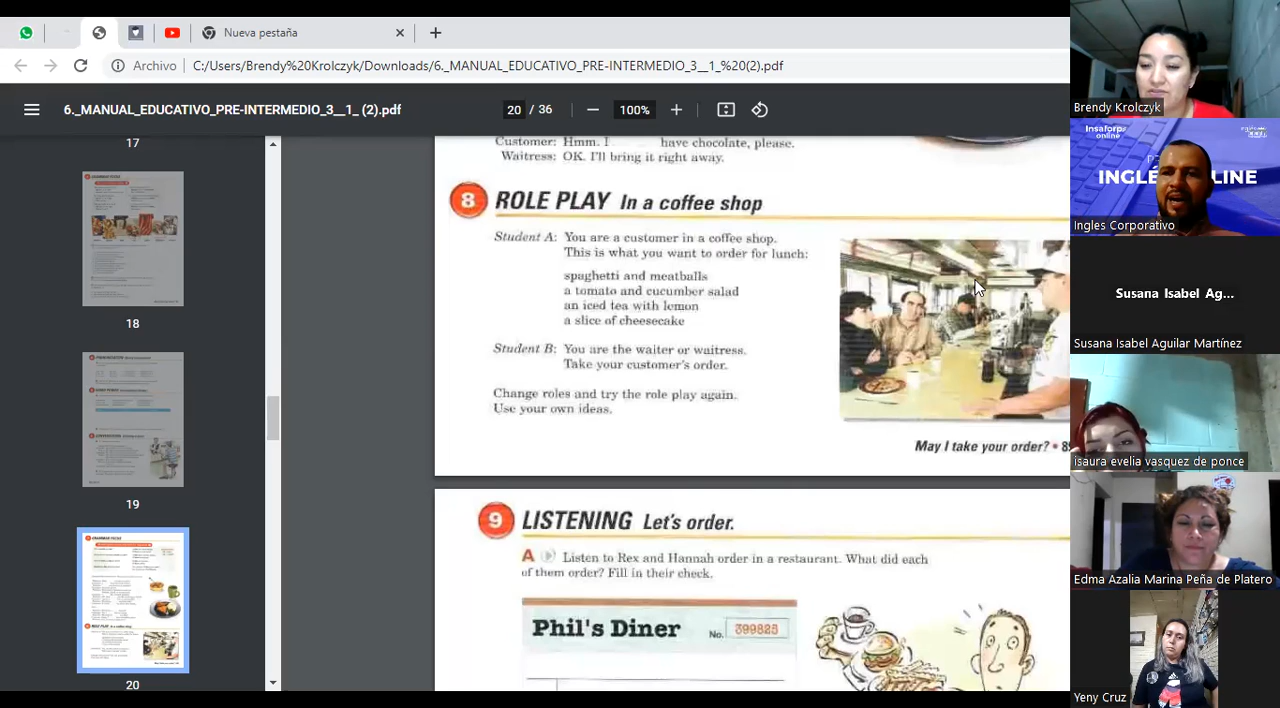 Nueva pestaña
Archivo
C:/Users/Brendy%20Krolczyk/Downloads/6._MANUAL_EDUCATIVO_PRE-INTERMEDIO_3__1_%20(2).pdf
6._MANUAL_EDUCATIVO_PRE-INTERMEDIO_3__1_ (2).pdf
20 / 36
100%
17
18
19
20
Customer: Hmm. I have chocolate, please.
Waitress: OK. I'll bring it right away.
8 ROLE PLAY In a coffee shop
Student A: You are a customer in a coffee shop.
This is what you want to order for lunch:
spaghetti and meatballs
a tomato and cucumber salad
an iced tea with lemon
a slice of cheesecake
Student B: You are the waiter or waitress.
Take your customer's order.
Change roles and try the role play again.
Use your own ideas.
May I take your order? •
9 LISTENING Let's order.
A Listen to Rex and Hannah order in a restaurant. What did each
of them order? Fill in their check.
Phil's Diner No. 399825
Brendy Krolczyk
Insaforp
online
INGLÉ LINE
Ingles Corporativo
Susana Isabel Ag...
Susana Isabel Aguilar Martínez
isaura evelia vasquez de ponce
Edma Azalia Marina Peña de Platero
Yeny Cruz